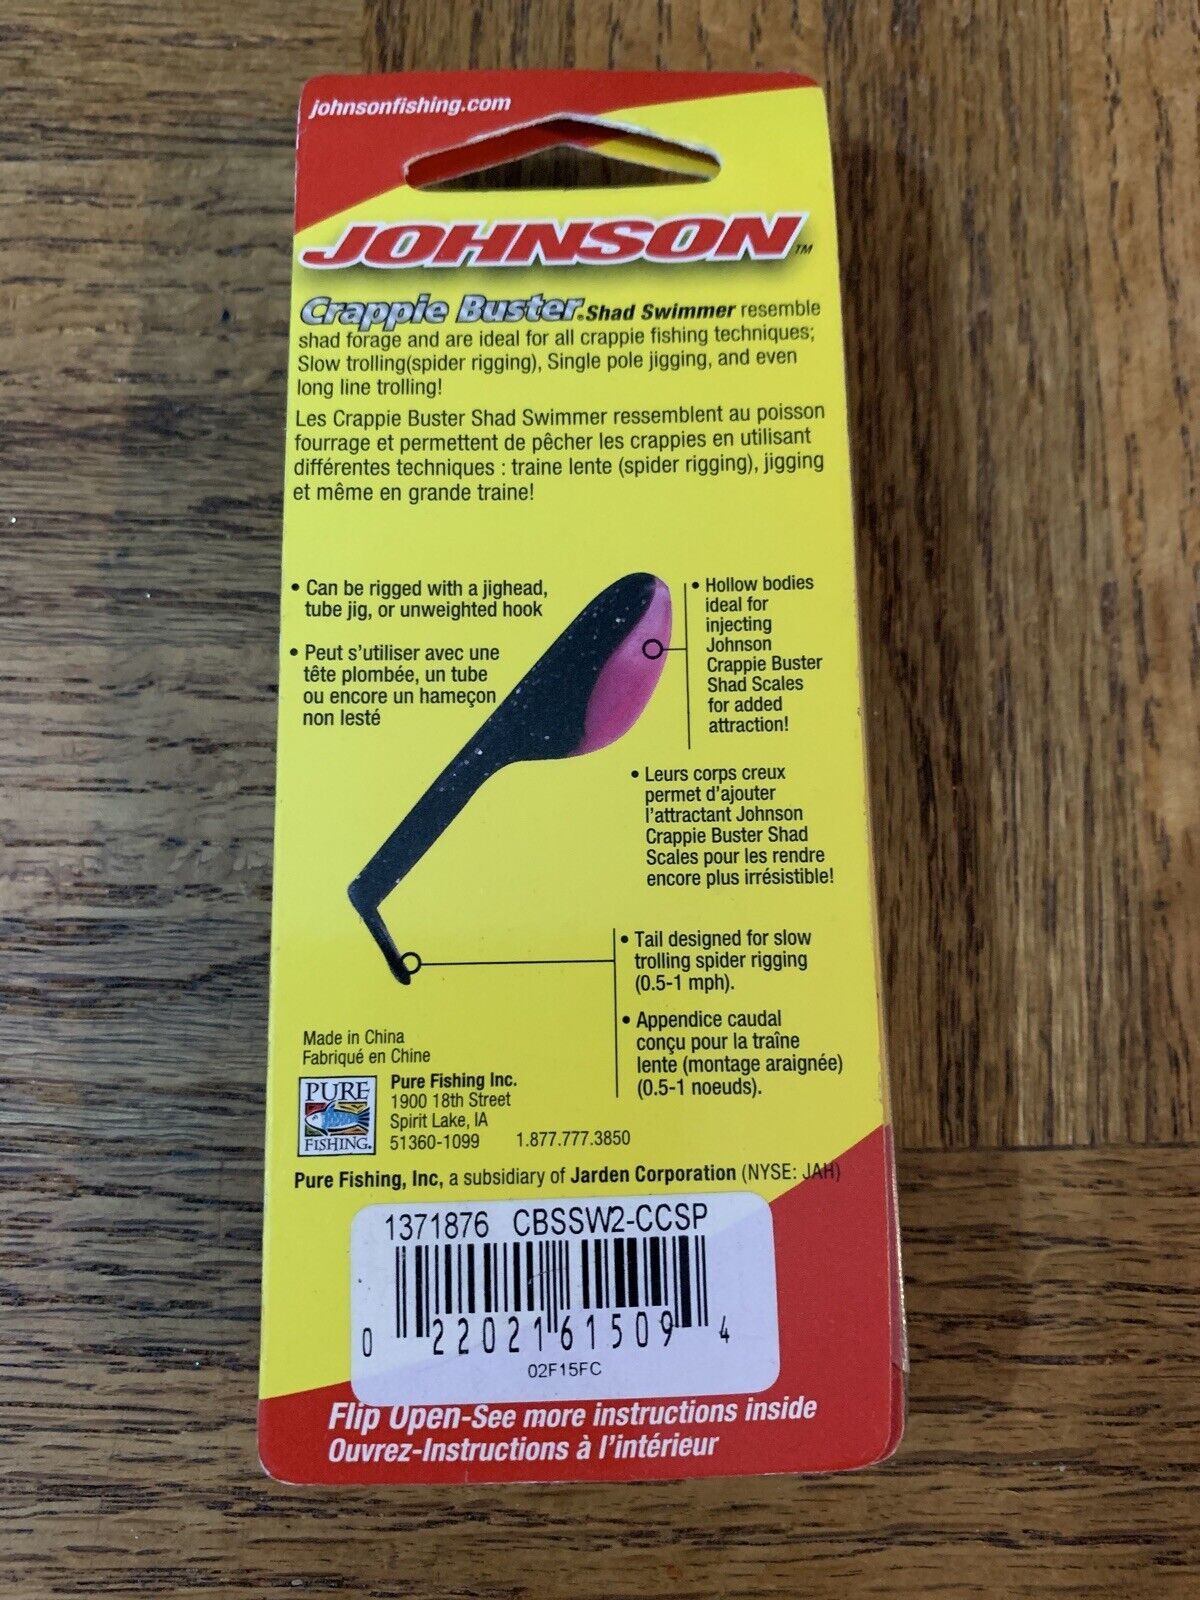 johnsonfishing.com
JOHNSON™
Crappie Buster® Shad Swimmer resemble
shad forage and are ideal for all crappie fishing techniques;
Slow trolling(spider rigging), Single pole jigging, and even
long line trolling!
Les Crappie Buster Shad Swimmer ressemblent au poisson
fourrage et permettent de pêcher les crappies en utilisant
différentes techniques : traine lente (spider rigging), jigging
et même en grande traine!
• Can be rigged with a jighead,
tube jig, or unweighted hook
• Peut s'utiliser avec une
tête plombée, un tube
ou encore un hameçon
non lesté
• Hollow bodies
ideal for
injecting
Johnson
Crappie Buster
Shad Scales
for added
attraction!
• Leurs corps creux
permet d'ajouter
l'attractant Johnson
Crappie Buster Shad
Scales pour les rendre
encore plus irrésistible!
• Tail designed for slow
trolling spider rigging
(0.5-1 mph).
• Appendice caudal
conçu pour la traîne
lente (montage araignée)
(0.5-1 noeuds).
Made in China
Fabriqué en Chine
PURE
FISHING®
Pure Fishing Inc.
1900 18th Street
Spirit Lake, IA
51360-1099 1.877.777.3850
Pure Fishing, Inc, a subsidiary of Jarden Corporation (NYSE: JAH)
1371876 CBSSW2-CCSP
0 22021 61509 4
02F15FC
Flip Open-See more instructions inside
Ouvrez-Instructions à l'intérieur